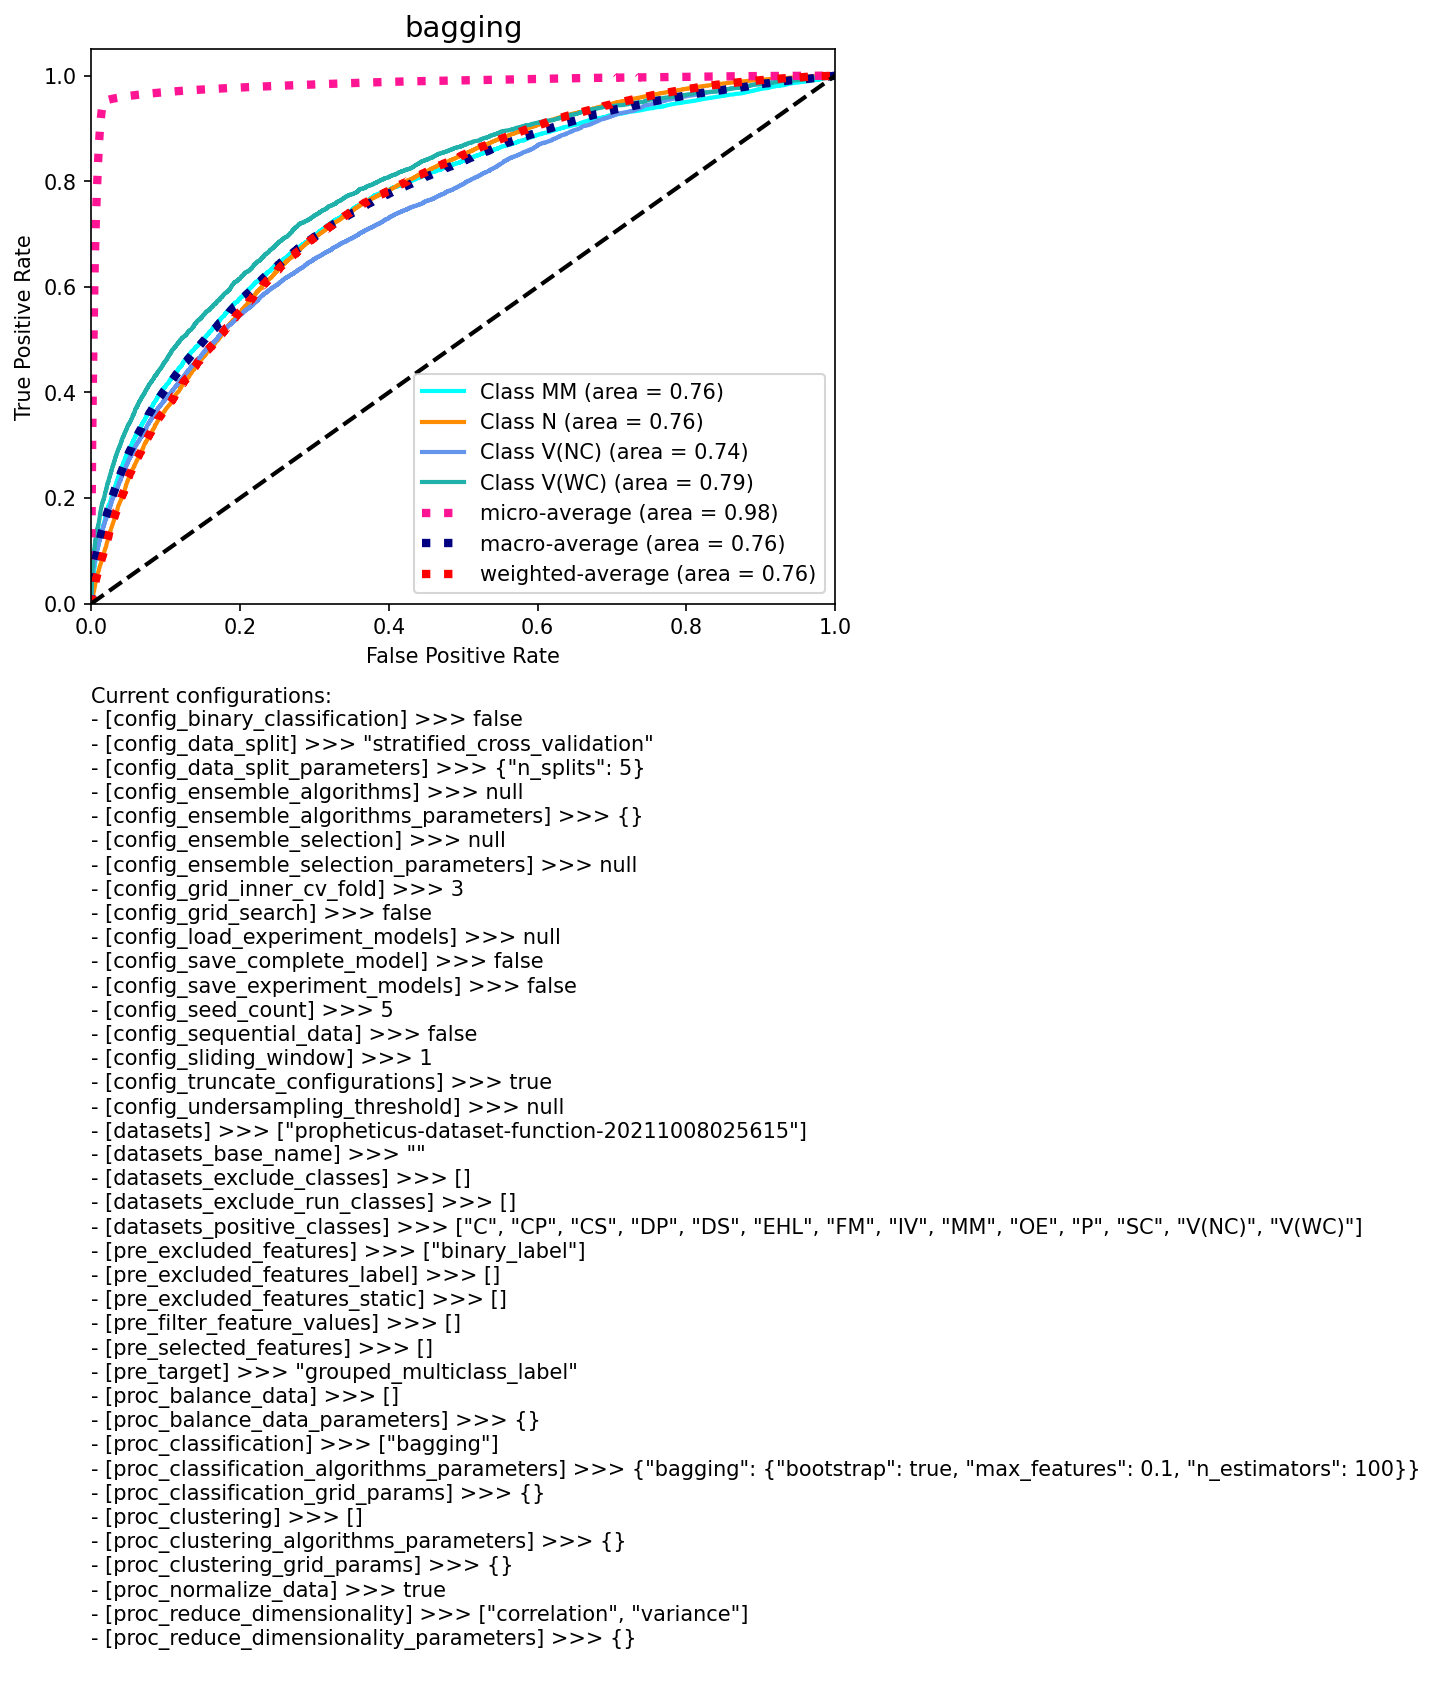 bagging
1.0
0.8
0.6
0.4
0.2
0.0
True Positive Rate
Class MM (area = 0.76)
Class N (area = 0.76)
Class V(NC) (area = 0.74)
Class V(WC) (area = 0.79)
micro-average (area = 0.98)
macro-average (area = 0.76)
weighted-average (area = 0.76)
0.0 0.2 0.4 0.6 0.8 1.0
False Positive Rate
Current configurations:
- [config_binary_classification] >>> false
- [config_data_split] >>> "stratified_cross_validation"
- [config_data_split_parameters] >>> {"n_splits": 5}
- [config_ensemble_algorithms] >>> null
- [config_ensemble_algorithms_parameters] >>> {}
- [config_ensemble_selection] >>> null
- [config_ensemble_selection_parameters] >>> null
- [config_grid_inner_cv_fold] >>> 3
- [config_grid_search] >>> false
- [config_load_experiment_models] >>> null
- [config_save_complete_model] >>> false
- [config_save_experiment_models] >>> false
- [config_seed_count] >>> 5
- [config_sequential_data] >>> false
- [config_sliding_window] >>> 1
- [config_truncate_configurations] >>> true
- [config_undersampling_threshold] >>> null
- [datasets] >>> ["propheticus-dataset-function-20211008025615"]
- [datasets_base_name] >>> ""
- [datasets_exclude_classes] >>> []
- [datasets_exclude_run_classes] >>> []
- [datasets_positive_classes] >>> ["C", "CP", "CS", "DP", "DS", "EHL", "FM", "IV", "MM", "OE", "P", "SC", "V(NC)", "V(WC)"]
- [pre_excluded_features] >>> ["binary_label"]
- [pre_excluded_features_label] >>> []
- [pre_excluded_features_static] >>> []
- [pre_filter_feature_values] >>> []
- [pre_selected_features] >>> []
- [pre_target] >>> "grouped_multiclass_label"
- [proc_balance_data] >>> []
- [proc_balance_data_parameters] >>> {}
- [proc_classification] >>> ["bagging"]
- [proc_classification_algorithms_parameters] >>> {"bagging": {"bootstrap": true, "max_features": 0.1, "n_estimators": 100}}
- [proc_classification_grid_params] >>> {}
- [proc_clustering] >>> []
- [proc_clustering_algorithms_parameters] >>> {}
- [proc_clustering_grid_params] >>> {}
- [proc_normalize_data] >>> true
- [proc_reduce_dimensionality] >>> ["correlation", "variance"]
- [proc_reduce_dimensionality_parameters] >>> {}